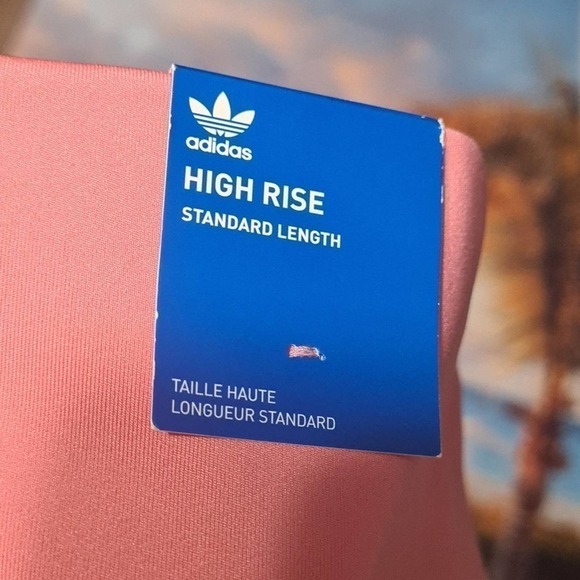 adidas
HIGH RISE
STANDARD LENGTH
TAILLE HAUTE
LONGUEUR STANDARD